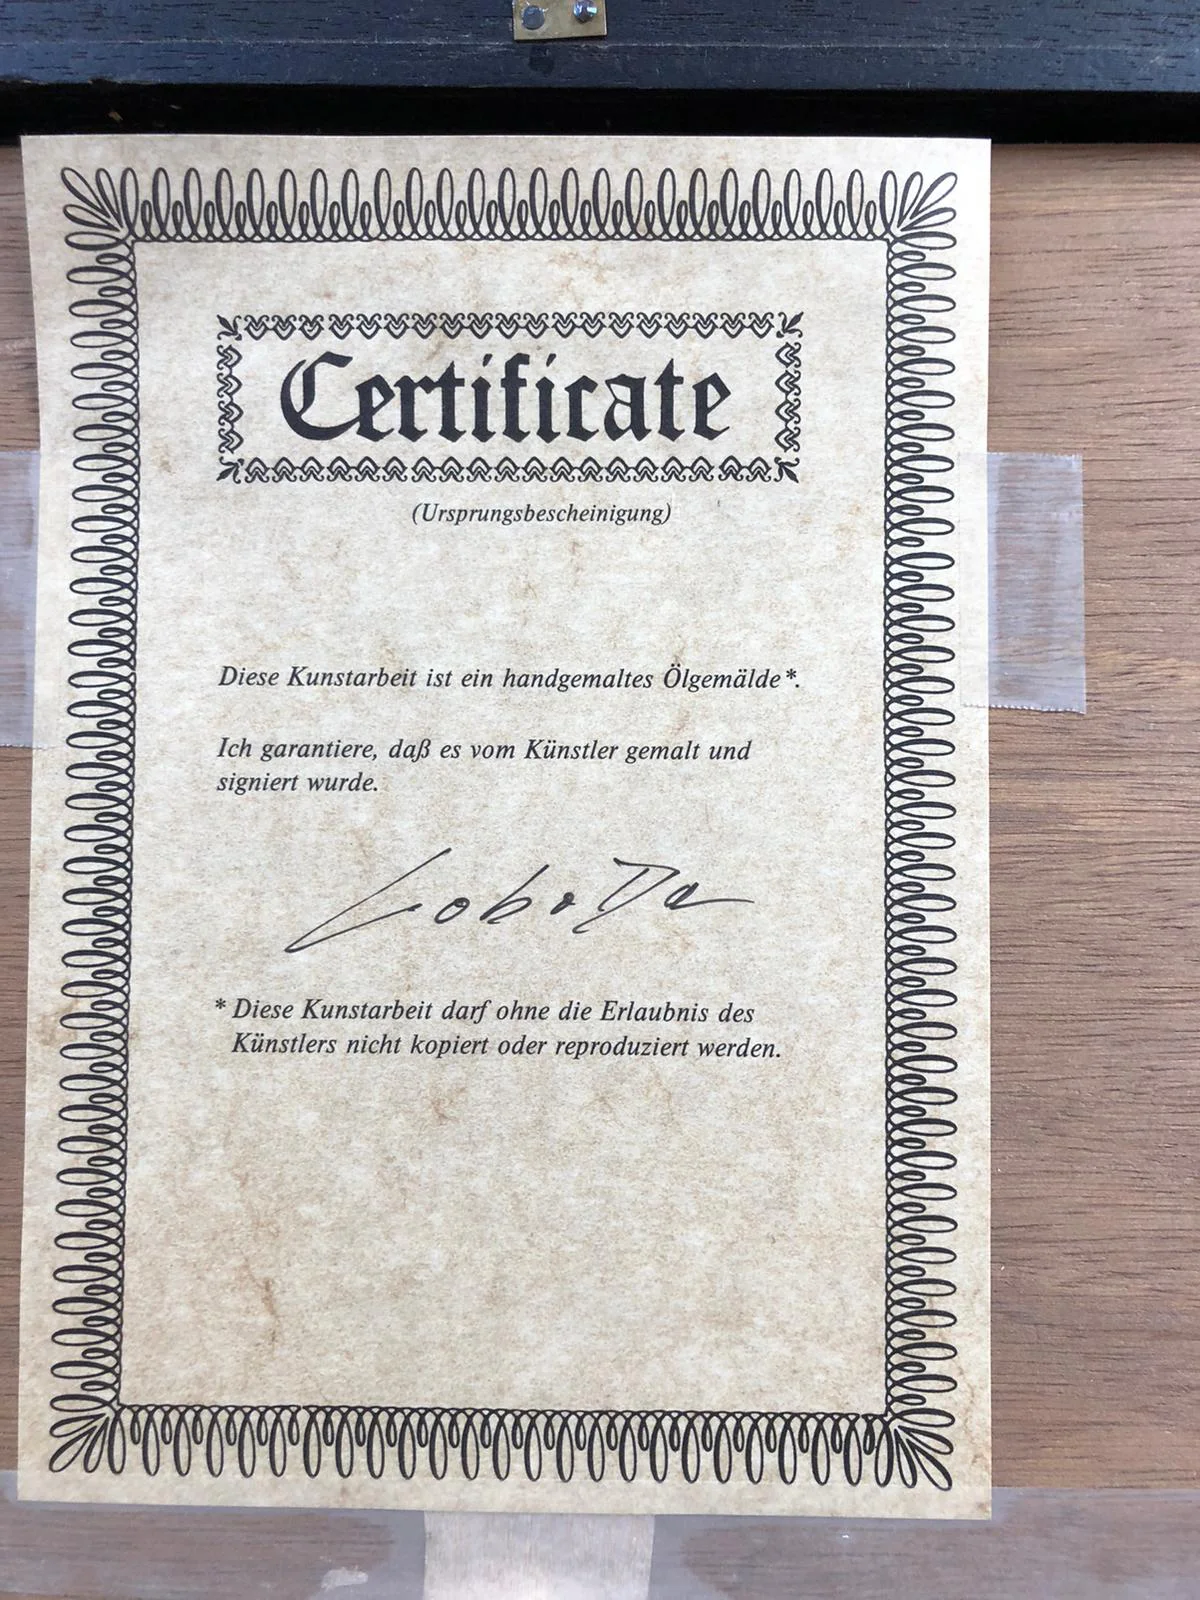 Certificate
(Ursprungsbescheinigung)
Diese Kunstarbeit ist ein handgemaltes Ölgemälde*.
Ich garantiere, daß es vom Künstler gemalt und
signiert wurde.
LoboDa
* Diese Kunstarbeit darf ohne die Erlaubnis des
Künstlers nicht kopiert oder reproduziert werden.